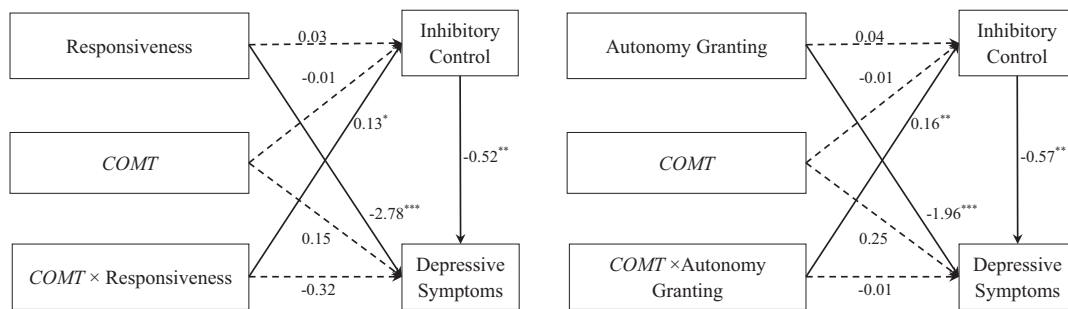 Responsiveness
0.03
Inhibitory
Control
-0.01
0.13*
COMT
-0.52**
-2.78***
0.15
COMT × Responsiveness
-0.32
Depressive
Symptoms
Autonomy Granting
0.04
Inhibitory
Control
-0.01
0.16**
COMT
-0.57**
-1.96***
0.25
COMT ×Autonomy
Granting
-0.01
Depressive
Symptoms